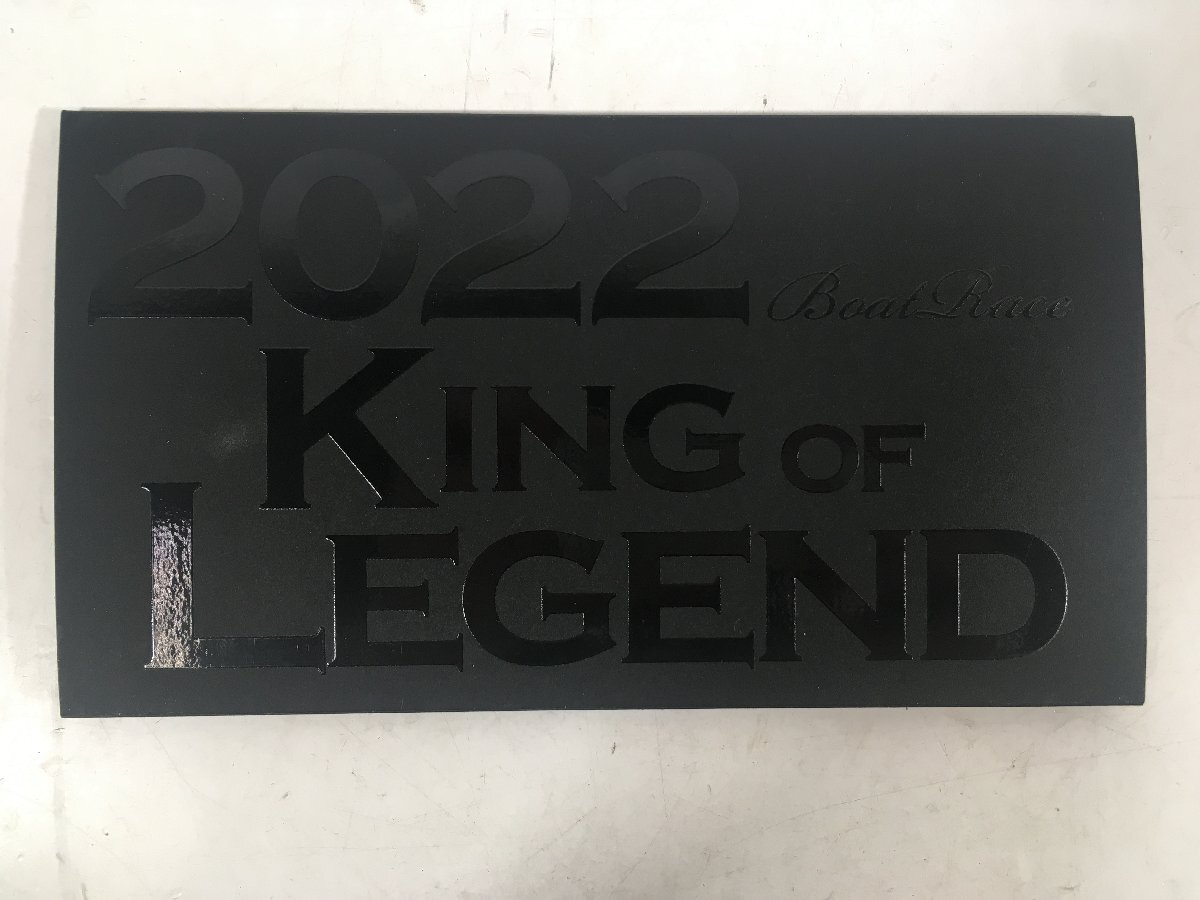 2022 Boat Race
KING OF
LEGEND